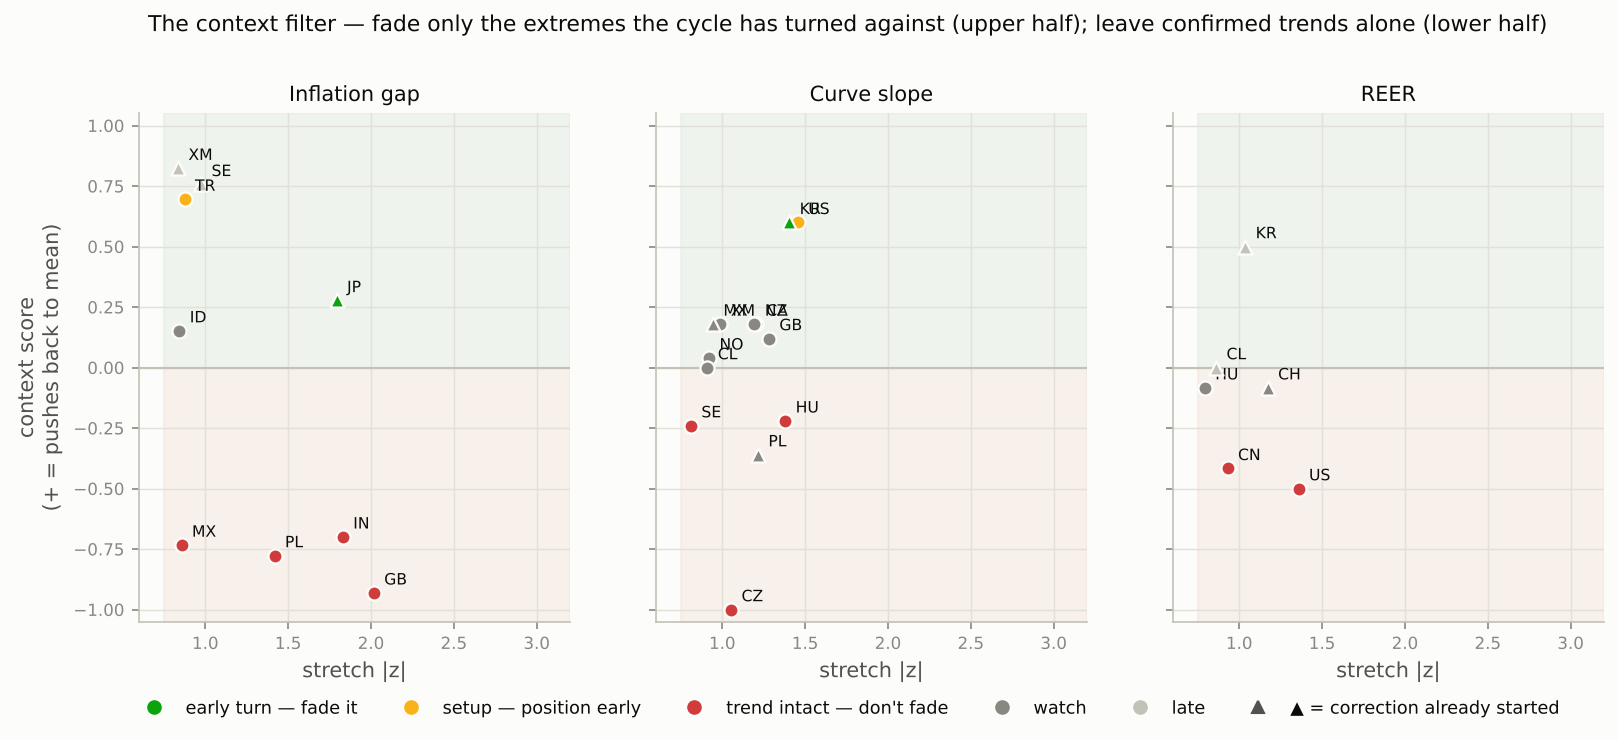 The context filter — fade only the extremes the cycle has turned against (upper half); leave confirmed trends alone (lower half)
Inflation gap
Curve slope
REER
context score
(+ = pushes back to mean)
1.00
0.75
0.50
0.25
0.00
−0.25
−0.50
−0.75
−1.00
XM
SE
TR
JP
ID
MX
PL
IN
GB
KR
US
MX
XM
GB
NO
CL
SE
HU
PL
CZ
KR
CL
HU
CH
CN
US
1.0 1.5 2.0 2.5 3.0
1.0 1.5 2.0 2.5 3.0
1.0 1.5 2.0 2.5 3.0
stretch |z|
stretch |z|
stretch |z|
early turn — fade it
setup — position early
trend intact — don't fade
watch
late
▲ = correction already started